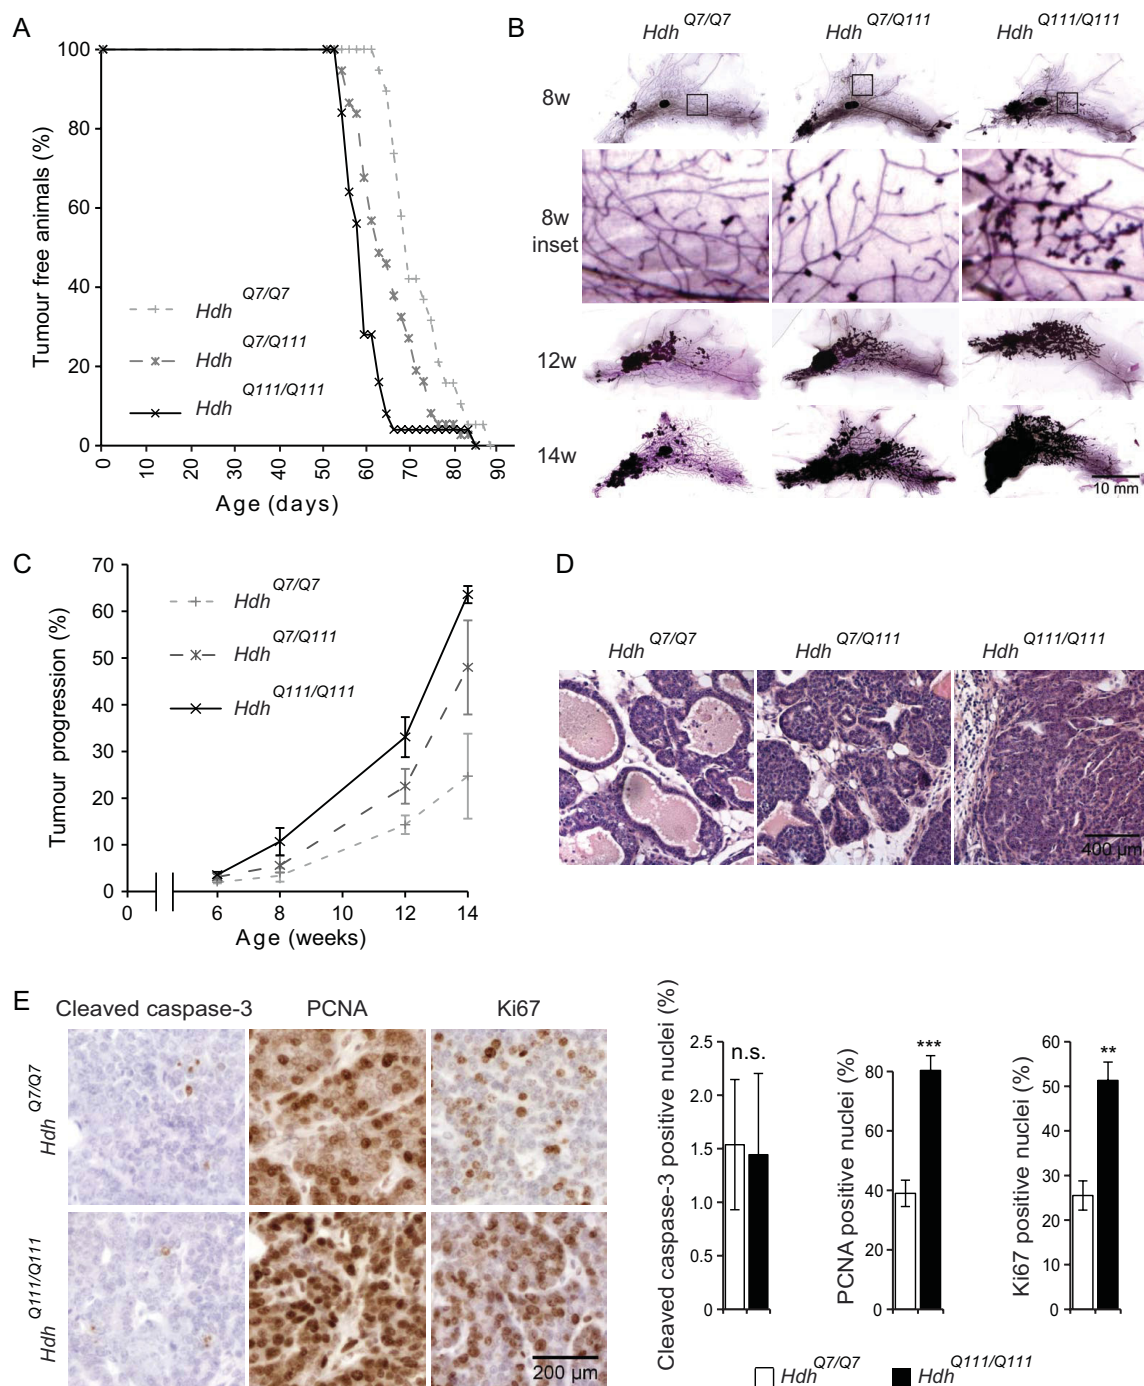 A
Tumour free animals (%)
100
80
60
40
20
0
0 10 20 30 40 50 60 70 80 90
Age (days)
Hdh Q7/Q7
Hdh Q7/Q111
Hdh Q111/Q111
B
Hdh Q7/Q7 Hdh Q7/Q111 Hdh Q111/Q111
8w
8w
inset
12w
14w
10 mm
C
Tumour progression (%)
70
60
50
40
30
20
10
0
0 6 8 10 12 14
Age (weeks)
Hdh Q7/Q7
Hdh Q7/Q111
Hdh Q111/Q111
D
Hdh Q7/Q7 Hdh Q7/Q111 Hdh Q111/Q111
400 µm
E
Cleaved caspase-3 PCNA Ki67
Hdh Q7/Q7
Hdh Q111/Q111
200 µm
Cleaved caspase-3 positive nuclei (%)
2.5
2.0
1.5
1.0
0.5
0
n.s.
PCNA positive nuclei (%)
80
60
40
20
0
***
Ki67 positive nuclei (%)
60
50
40
30
20
10
0
**
Hdh Q7/Q7 Hdh Q111/Q111